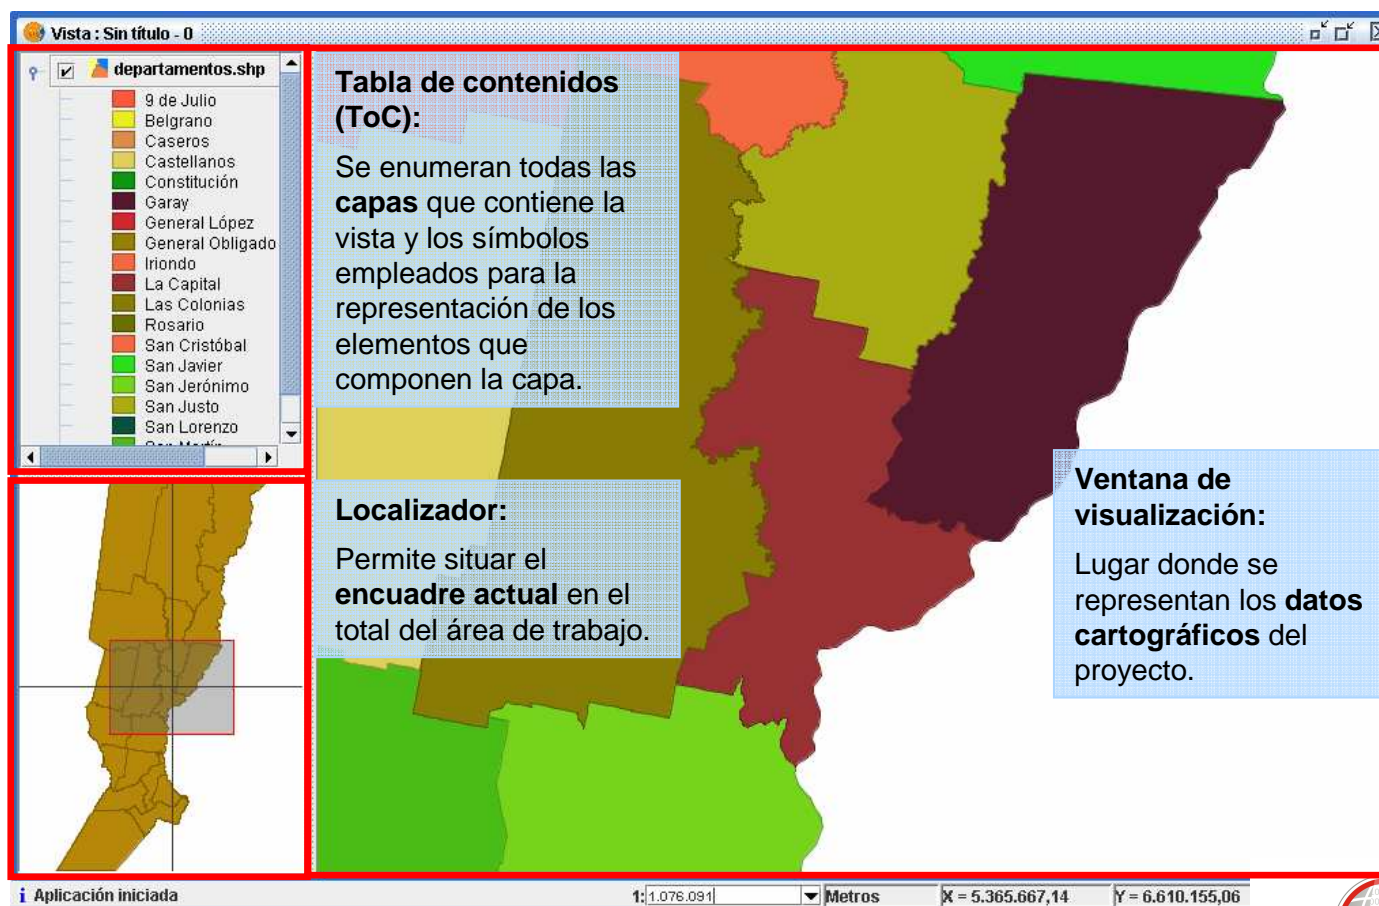 Vista : Sin título - 0
departamentos.shp
9 de Julio
Belgrano
Caseros
Castellanos
Constitución
Garay
General López
General Obligado
Iriondo
La Capital
Las Colonias
Rosario
San Cristóbal
San Javier
San Jerónimo
San Justo
San Lorenzo
San Martín
Tabla de contenidos
(ToC):
Se enumeran todas las
capas que contiene la
vista y los símbolos
empleados para la
representación de los
elementos que
componen la capa.
Localizador:
Permite situar el
encuadre actual en el
total del área de trabajo.
Ventana de
visualización:
Lugar donde se
representan los datos
cartográficos del
proyecto.
Aplicación iniciada
1: 1.076.091
Metros
X = 5.365.667,14
Y = 6.610.155,06